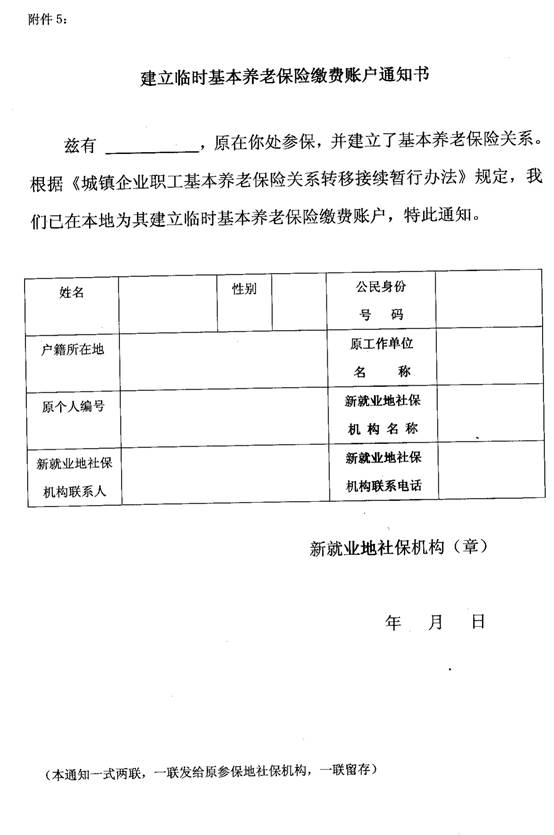 附件 5：
建立临时基本养老保险缴费账户通知书
兹有 __________，原在你处参保，并建立了基本养老保险关系。
根据《城镇企业职工基本养老保险关系转移接续暂行办法》规定，我
们已在本地为其建立临时基本养老保险缴费账户，特此通知。
姓名 性别 公民身份
号 码
户籍所在地 原工作单位
名 称
原个人编号 新就业地社保
机 构 名 称
新就业地社保 新就业地社保
机构联系人 机构联系电话
新就业地社保机构（章）
年 月 日
（本通知一式两联，一联发给原参保地社保机构，一联留存）